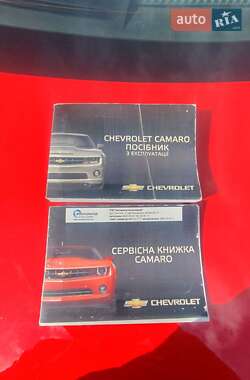 auto RIA
CHEVROLET CAMARO
ПОСІБНИК
З ЕКСПЛУАТАЦІЇ
CHEVROLET
СЕРВІСНА КНИЖКА
CAMARO
CHEVROLET